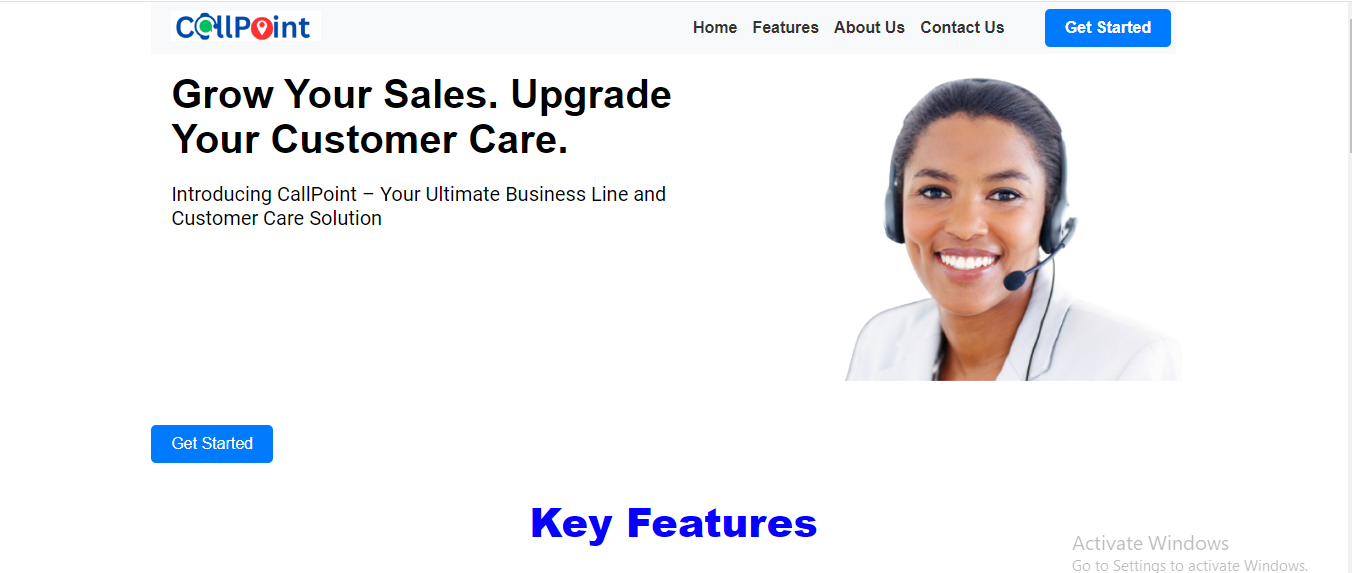 CallPoint
Home Features About Us Contact Us Get Started
Grow Your Sales. Upgrade
Your Customer Care.
Introducing CallPoint – Your Ultimate Business Line and
Customer Care Solution
Get Started
Key Features
Activate Windows
Go to Settings to activate Windows.